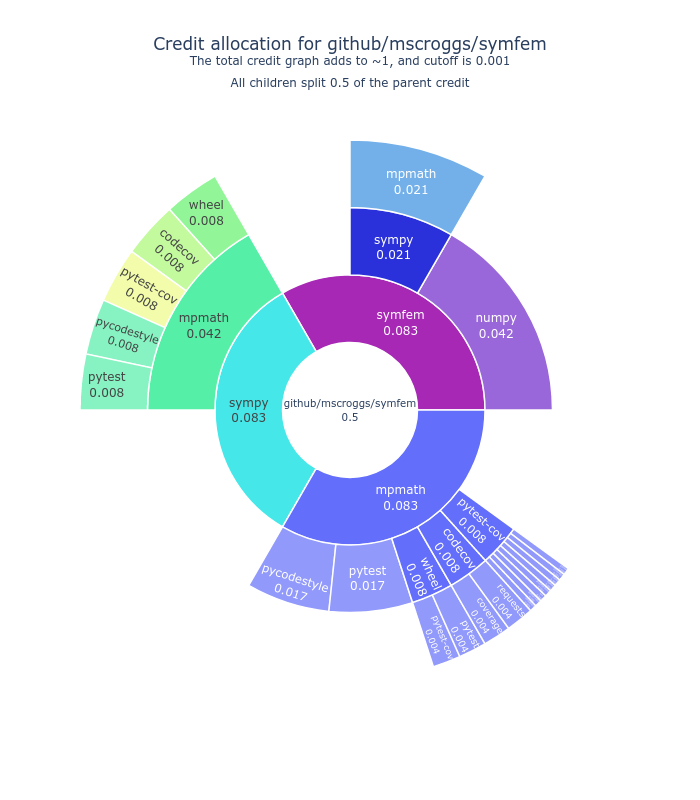 Credit allocation for github/mscroggs/symfem
The total credit graph adds to ~1, and cutoff is 0.001
All children split 0.5 of the parent credit
mpmath
0.021
sympy
0.021
numpy
0.042
symfem
0.083
wheel
0.008
codecov
0.008
pytest-cov
0.008
pycodestyle
0.008
pytest
0.008
mpmath
0.042
sympy
0.083
github/mscroggs/symfem
0.5
mpmath
0.083
pycodestyle
0.017
pytest
0.017
wheel
0.008
codecov
0.008
pytest-cov
0.008
pytest-cov
0.004
pytest
0.004
coverage
0.004
requests
0.004